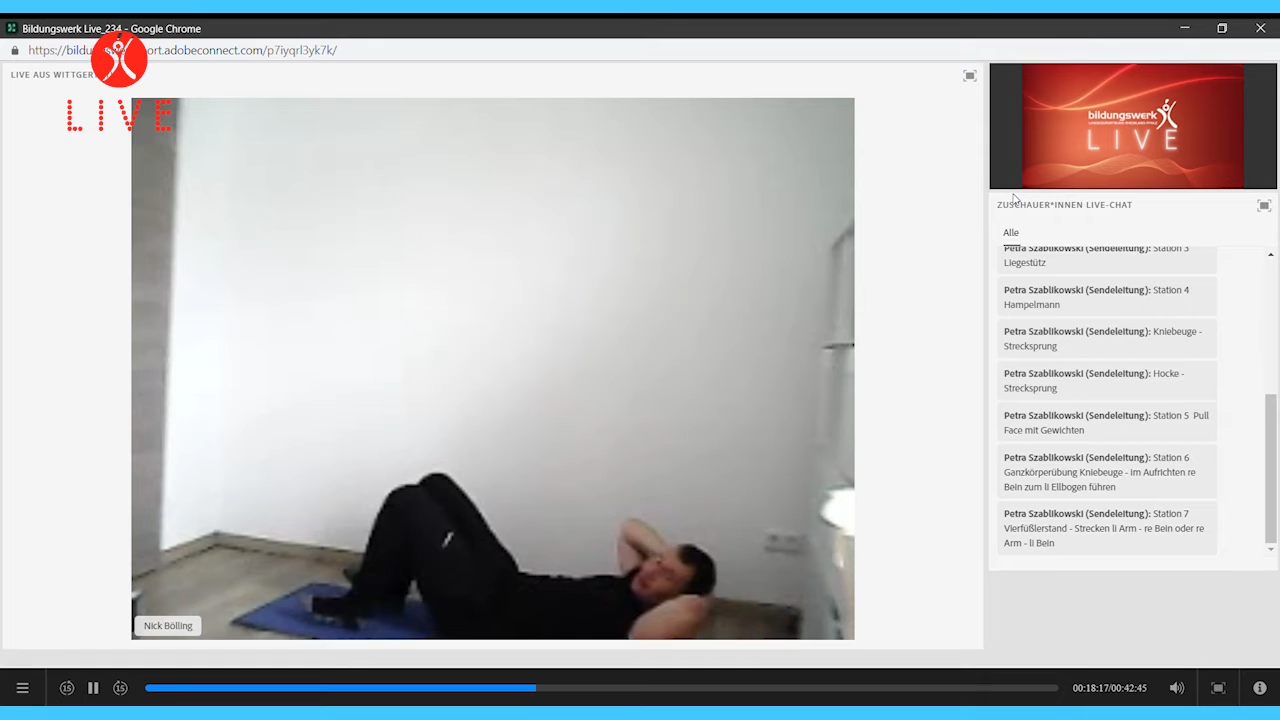 Bildungswerk Live_234 - Google Chrome
https://bildu ort.adobeconnect.com/p7iyqrl3yk7k/
LIVE AUS WITTGERT
LIVE
bildungswerk
LIVE
ZUSCHAUER*INNEN LIVE-CHAT
Alle
Petra Szablikowski (Sendeleitung): Station 3
Liegestütz
Petra Szablikowski (Sendeleitung): Station 4
Hampelmann
Petra Szablikowski (Sendeleitung): Kniebeuge -
Strecksprung
Petra Szablikowski (Sendeleitung): Hocke -
Strecksprung
Petra Szablikowski (Sendeleitung): Station 5 Pull
Face mit Gewichten
Petra Szablikowski (Sendeleitung): Station 6
Ganzkörperübung Kniebeuge - im Aufrichten re
Bein zum li Ellbogen führen
Petra Szablikowski (Sendeleitung): Station 7
Vierfüßlerstand - Strecken li Arm - re Bein oder re
Arm - li Bein
Nick Bölling
15
15
00:18:17/00:42:45